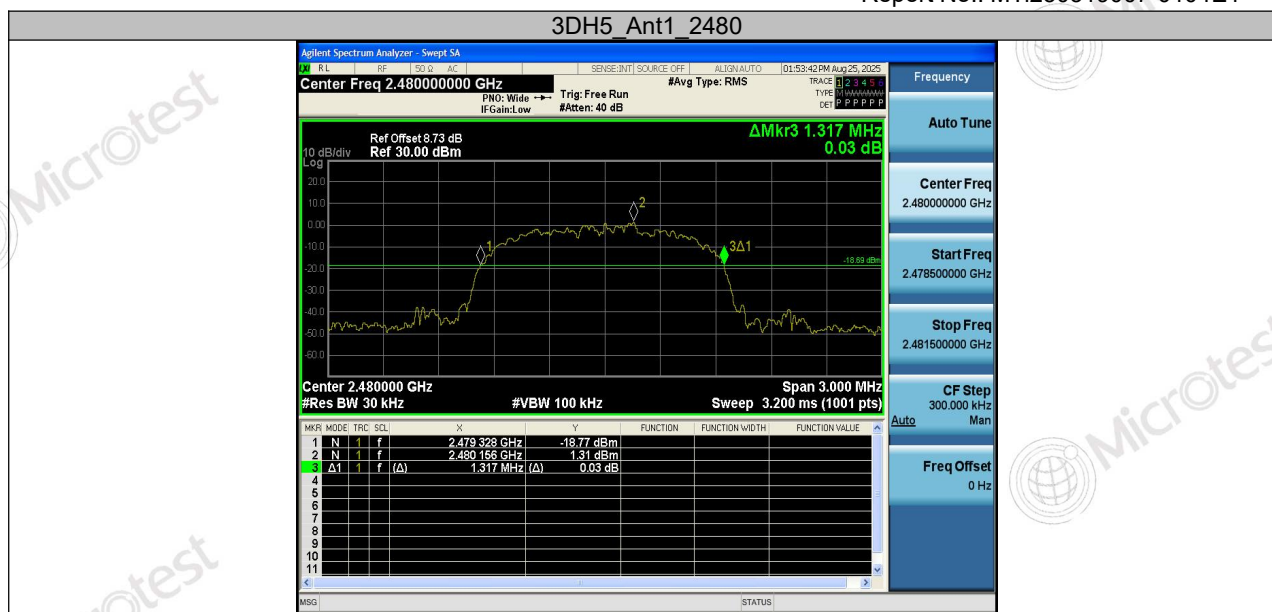 3DH5_Ant1_2480
Agilent Spectrum Analyzer - Swept SA
RL RF 50 Ω AC SENSE:INT SOURCE OFF ALIGN AUTO 01:53:42 PM Aug 25, 2025
Center Freq 2.480000000 GHz
PNO: Wide
IFGain:Low
Trig: Free Run
#Atten: 40 dB
#Avg Type: RMS
TRACE 1 2 3 4 5 6
TYPE M
DET P P P P P P
ΔMkr3 1.317 MHz
0.03 dB
Ref Offset 8.73 dB
10 dB/div Ref 30.00 dBm
Log
20.0
10.0
0.00
-10.0
-20.0
-30.0
-40.0
-50.0
-60.0
1
2
3Δ1
-18.69 dBm
Center 2.480000 GHz Span 3.000 MHz
#Res BW 30 kHz #VBW 100 kHz Sweep 3.200 ms (1001 pts)
MKR MODE TRC SCL X Y FUNCTION FUNCTION WIDTH FUNCTION VALUE
1 N 1 f 2.479 328 GHz -18.77 dBm
2 N 1 f 2.480 156 GHz 1.31 dBm
3 Δ1 1 f (Δ) 1.317 MHz (Δ) 0.03 dB
4
5
6
7
8
9
10
11
MSG STATUS
Frequency
Auto Tune
Center Freq
2.480000000 GHz
Start Freq
2.478500000 GHz
Stop Freq
2.481500000 GHz
CF Step
300.000 kHz
Auto Man
Freq Offset
0 Hz
Microtest
Microtest